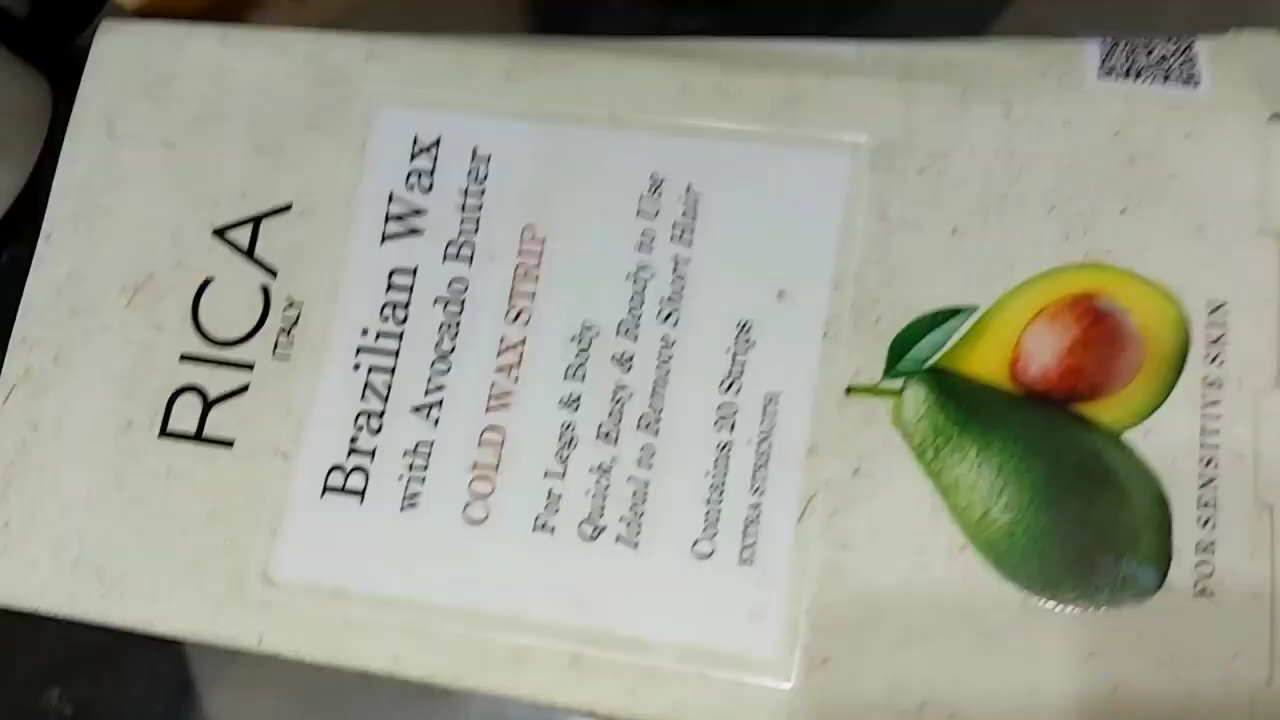 RICA
ITALY
Brazilian Wax
with Avocado Butter
COLD WAX STRIP
For Legs & Body
Quick, Easy & Ready to Use
Ideal to Remove Short Hair
Contains 20 Strips
EXTRA STRENGTH
FOR SENSITIVE SKIN